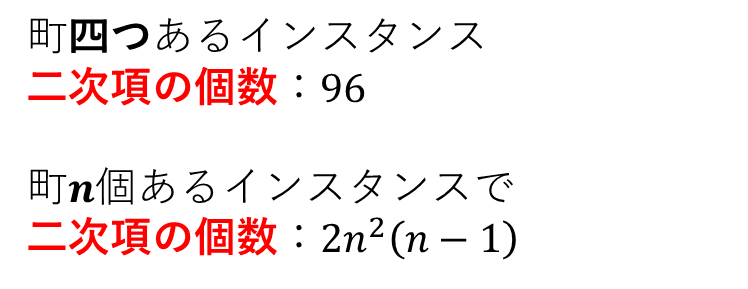 町四つあるインスタンス
二次項の個数：96
町n個あるインスタンスで
二次項の個数：2n²(n − 1)